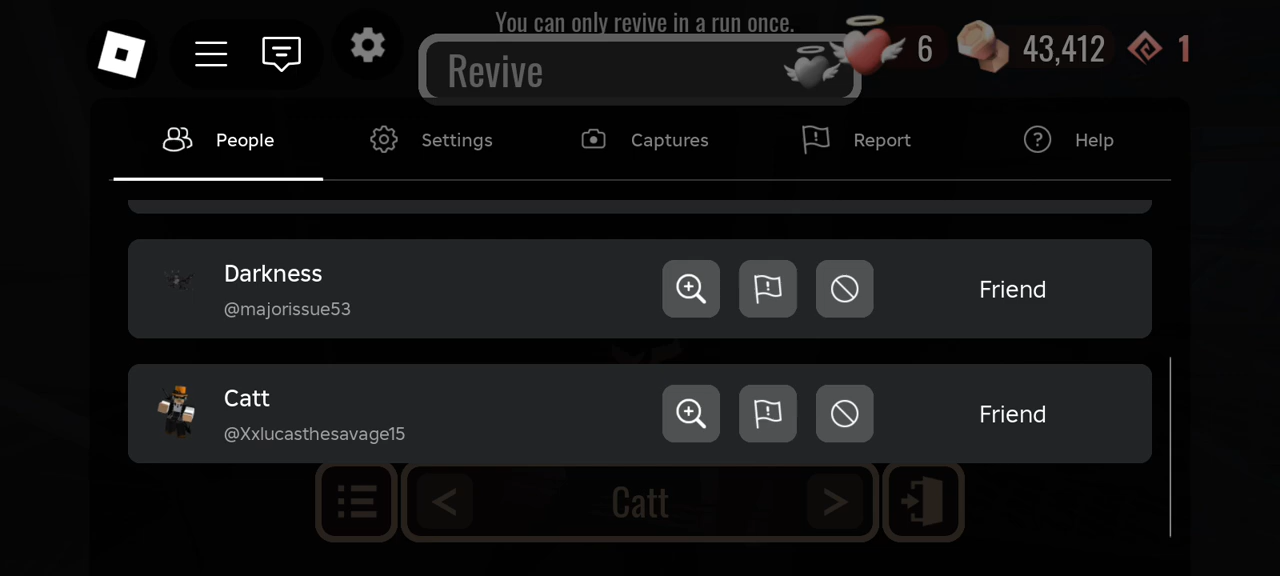 You can only revive in a run once.
Revive
6
43,412
1
People
Settings
Captures
Report
Help
Darkness
@majorissue53
Friend
Catt
@Xxlucasthesavage15
Friend
< Catt >